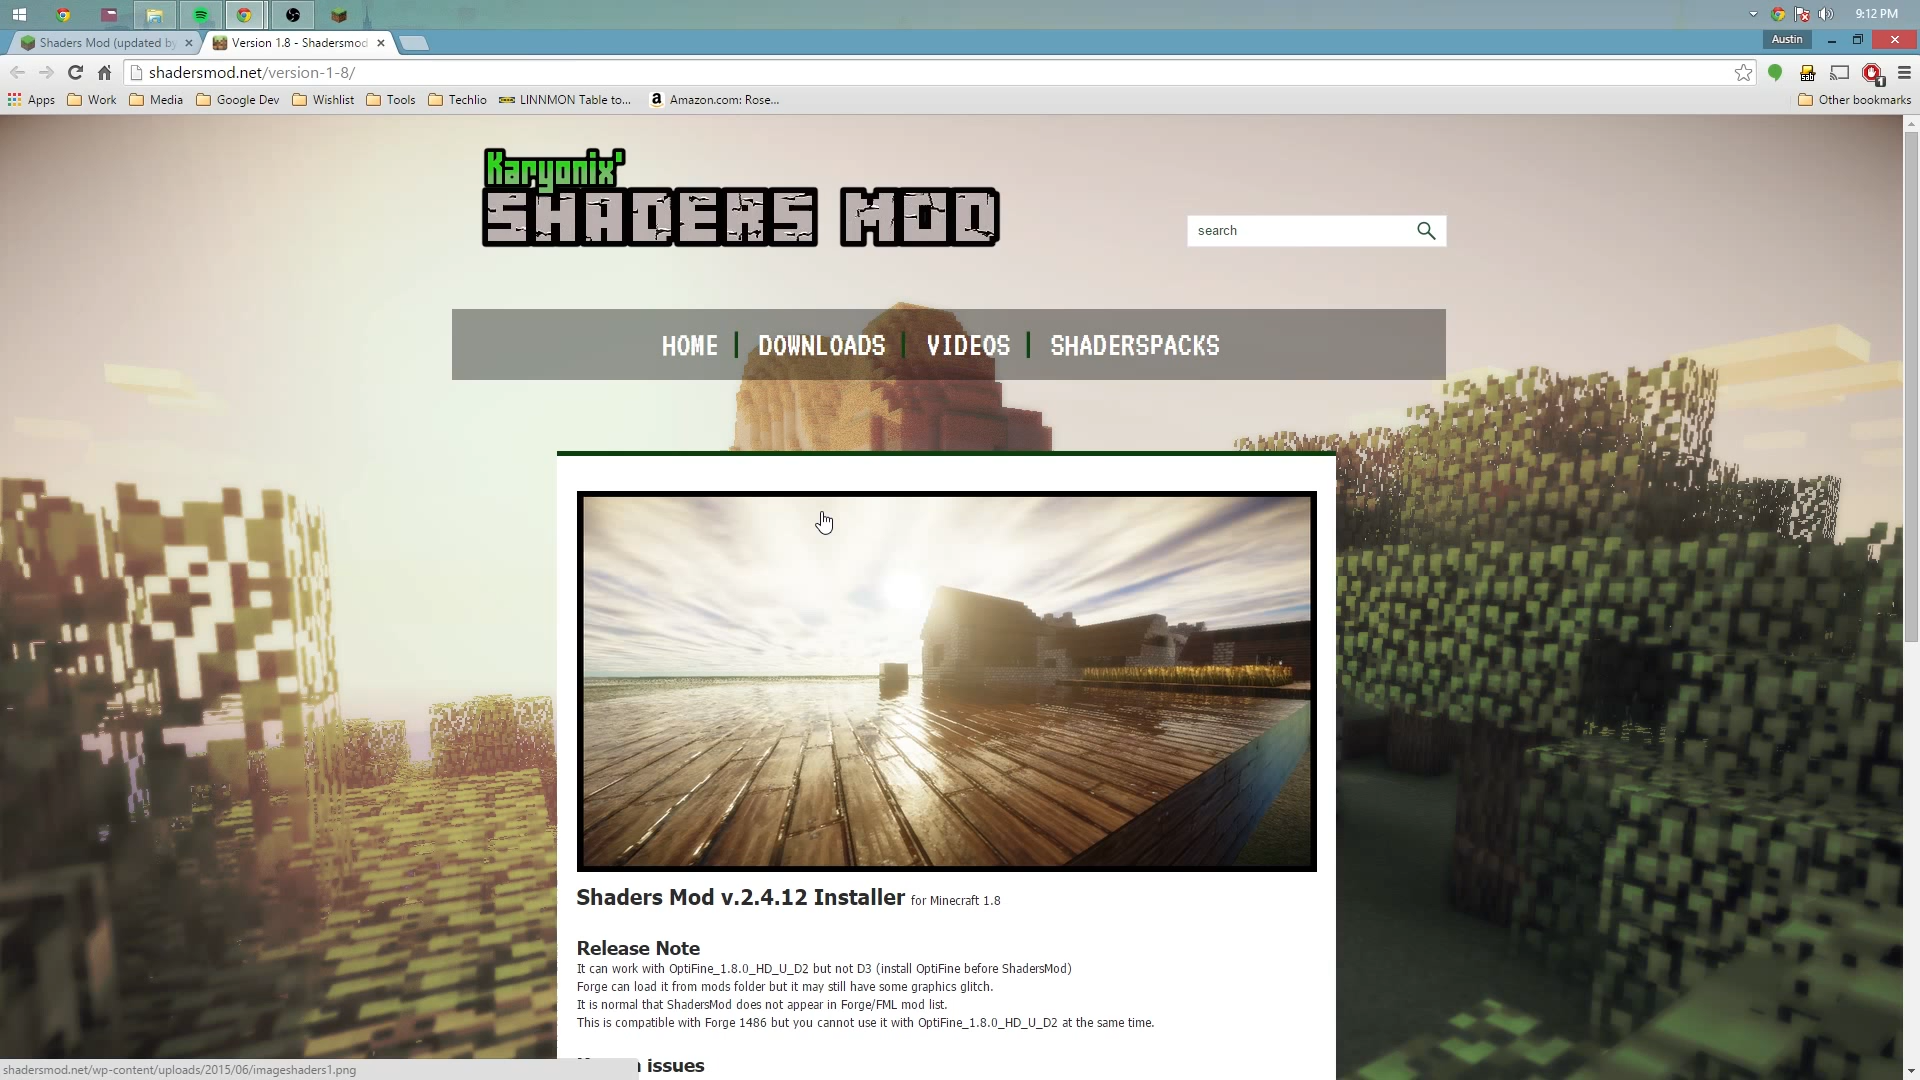 9:12 PM
Shaders Mod (updated by
Version 1.8 - Shadersmod
Austin
shadersmod.net/version-1-8/
Apps
Work
Media
Google Dev
Wishlist
Tools
Techlio
LINNMON Table to...
Amazon.com: Rose...
Other bookmarks
Karyonix'
SHADERS MOD
search
HOME
DOWNLOADS
VIDEOS
SHADERSPACKS
Shaders Mod v.2.4.12 Installer for Minecraft 1.8
Release Note
It can work with OptiFine_1.8.0_HD_U_D2 but not D3 (install OptiFine before ShadersMod)
Forge can load it from mods folder but it may still have some graphics glitch.
It is normal that ShadersMod does not appear in Forge/FML mod list.
This is compatible with Forge 1486 but you cannot use it with OptiFine_1.8.0_HD_U_D2 at the same time.
issues
shadersmod.net/wp-content/uploads/2015/06/imageshaders1.png